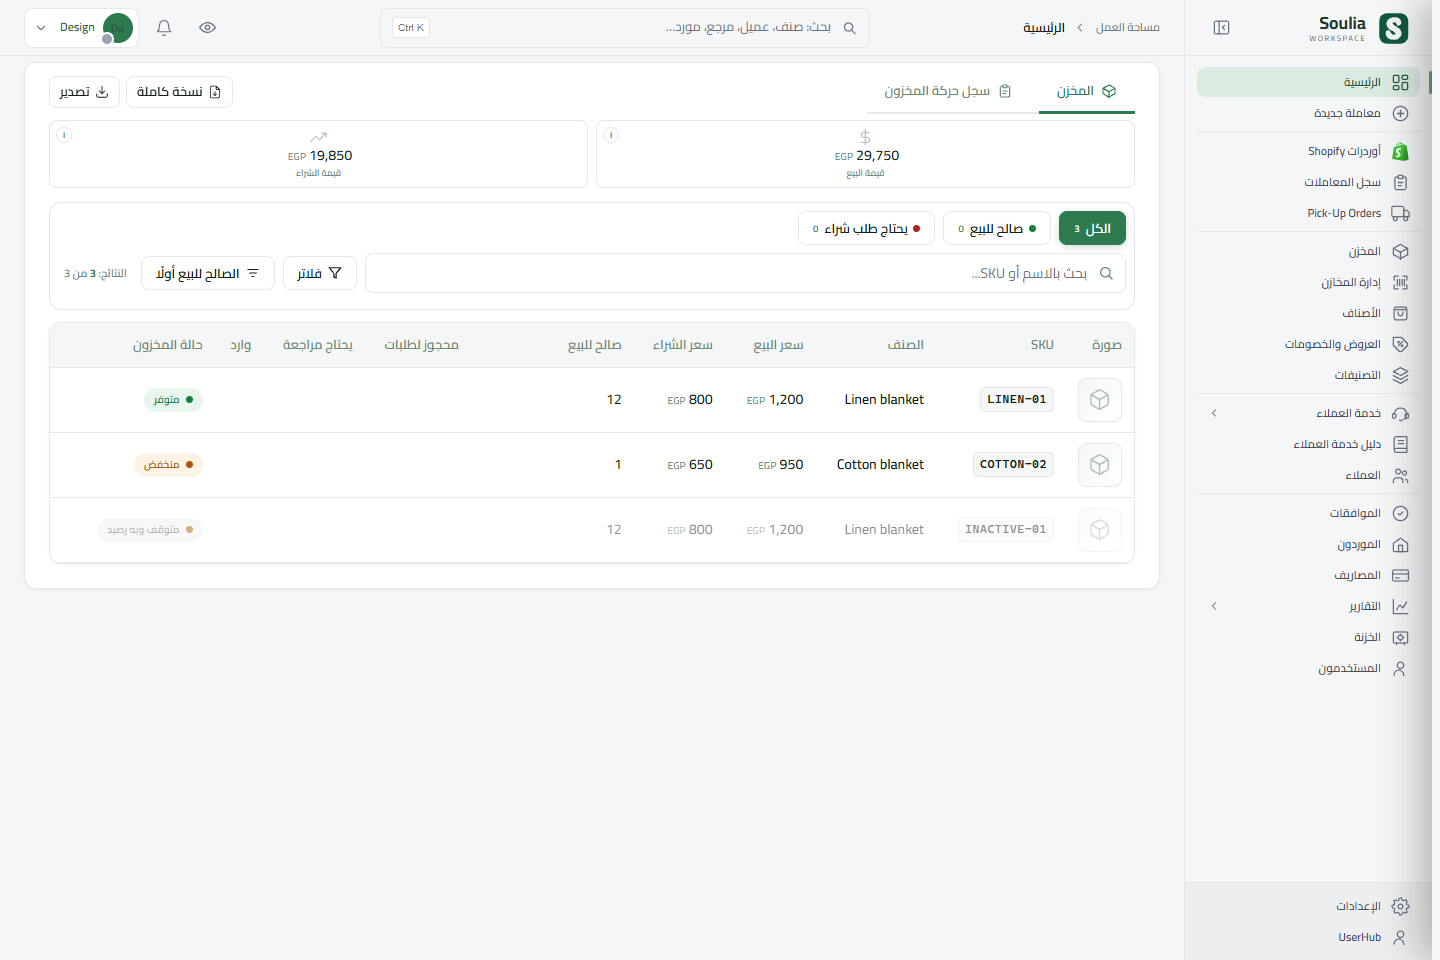 Soulia
WORKSPACE
الرئيسية
معاملة جديدة
أوردرات Shopify
سجل المعاملات
Pick-Up Orders
المخزن
إدارة المخازن
الأصناف
العروض والخصومات
التصنيفات
خدمة العملاء
دليل خدمة العملاء
العملاء
الموافقات
الموردون
المصاريف
التقارير
الخزنة
المستخدمون
الإعدادات
UserHub
مساحة العمل
الرئيسية
بحث: صنف، عميل، مرجع، مورد...
Ctrl K
De
Design
المخزن
سجل حركة المخزون
نسخة كاملة
تصدير
29,750 EGP
قيمة البيع
19,850 EGP
قيمة الشراء
الكل 3
صالح للبيع 0
يحتاج طلب شراء 0
بحث بالاسم أو SKU...
فلاتر
الصالح للبيع أولًا
النتائج: 3 من 3
صورة SKU الصنف سعر البيع سعر الشراء صالح للبيع محجوز لطلبات يحتاج مراجعة وارد حالة المخزون
LINEN-01 Linen blanket 1,200 EGP 800 EGP 12 متوفر
COTTON-02 Cotton blanket 950 EGP 650 EGP 1 منخفض
INACTIVE-01 Linen blanket 1,200 EGP 800 EGP 12 متوقف وبه رصيد